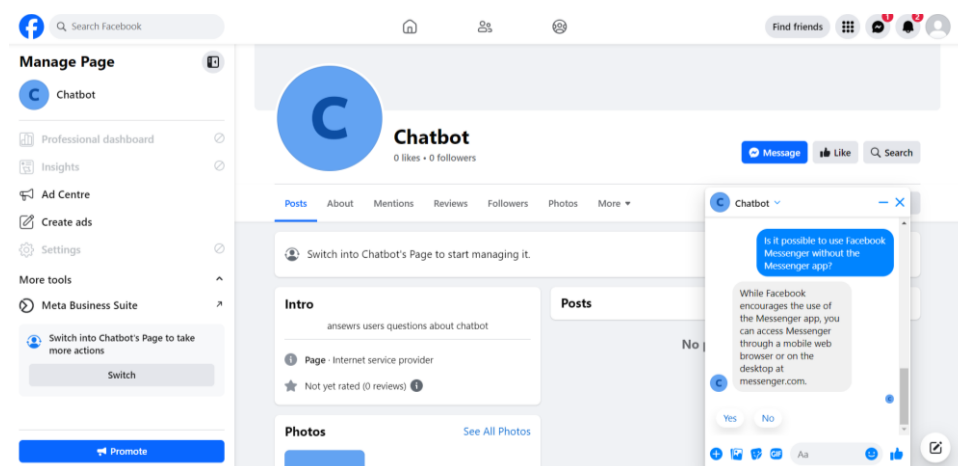 Search Facebook
Find friends
1
2
Manage Page
C
Chatbot
Professional dashboard
Insights
Ad Centre
Create ads
Settings
More tools
Meta Business Suite
Switch into Chatbot's Page to take
more actions
Switch
Promote
C
Chatbot
0 likes • 0 followers
Message
Like
Search
Posts
About
Mentions
Reviews
Followers
Photos
More
Switch into Chatbot's Page to start managing it.
Intro
ansewrs users questions about chatbot
Page · Internet service provider
Not yet rated (0 reviews)
Photos
See All Photos
Posts
No
C
Chatbot
Is it possible to use Facebook
Messenger without the
Messenger app?
While Facebook
encourages the use of
the Messenger app, you
can access Messenger
through a mobile web
browser or on the
desktop at
messenger.com.
C
C
Yes
No
GIF
Aa